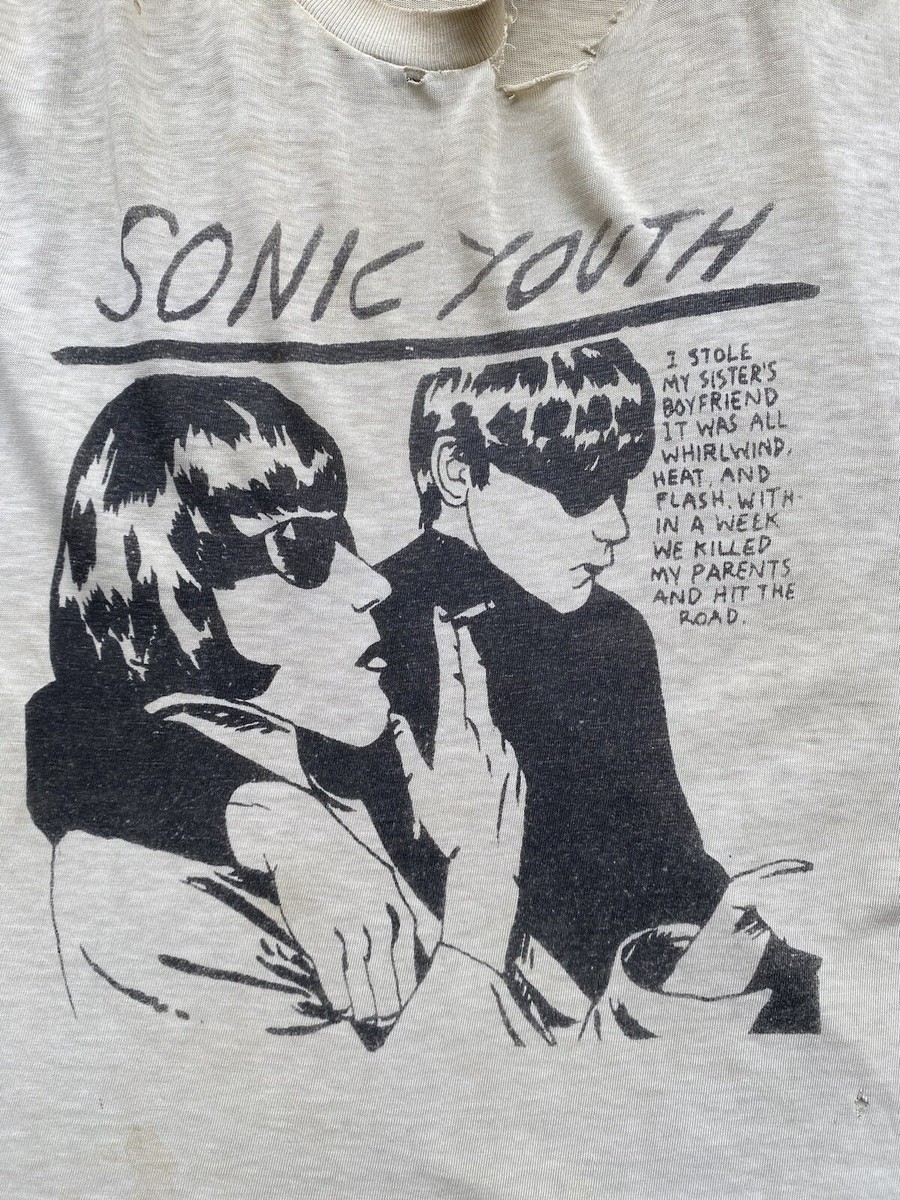 SONIC YOUTH
I STOLE
MY SISTER'S
BOYFRIEND
IT WAS ALL
WHIRLWIND,
HEAT, AND
FLASH. WITH-
IN A WEEK
WE KILLED
MY PARENTS
AND HIT THE
ROAD.